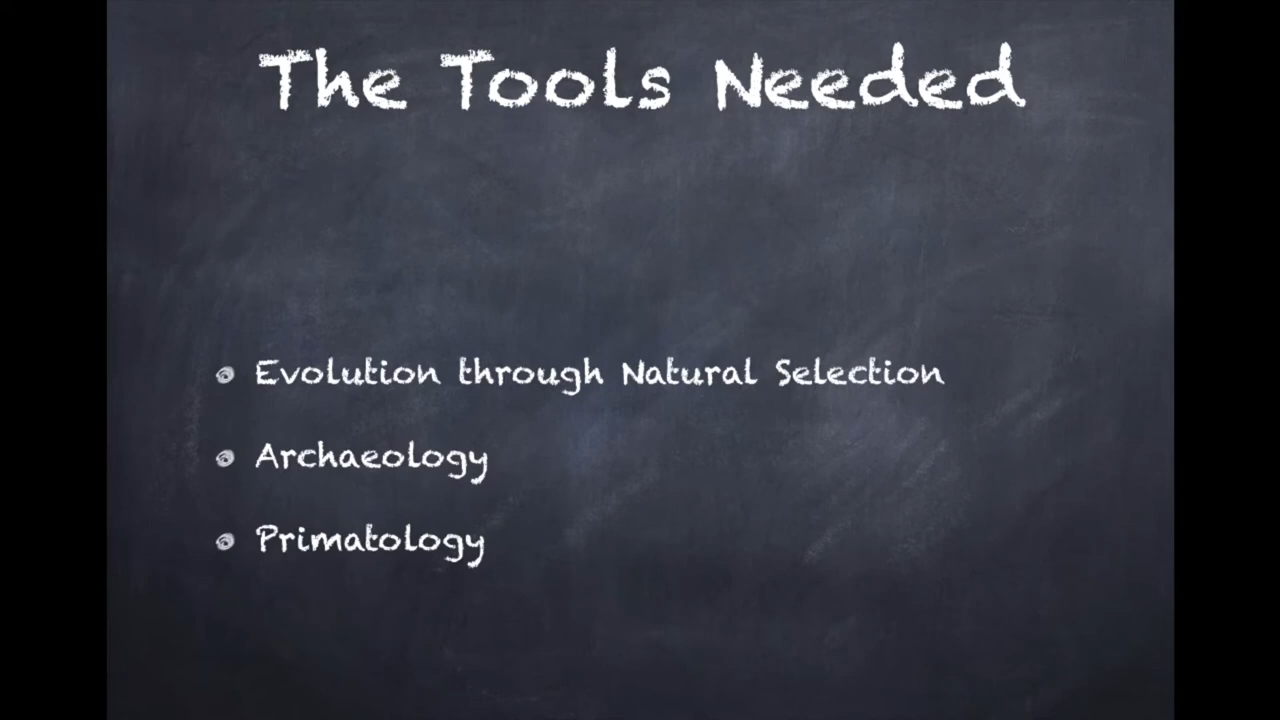 The Tools Needed
Evolution through Natural Selection
Archaeology
Primatology